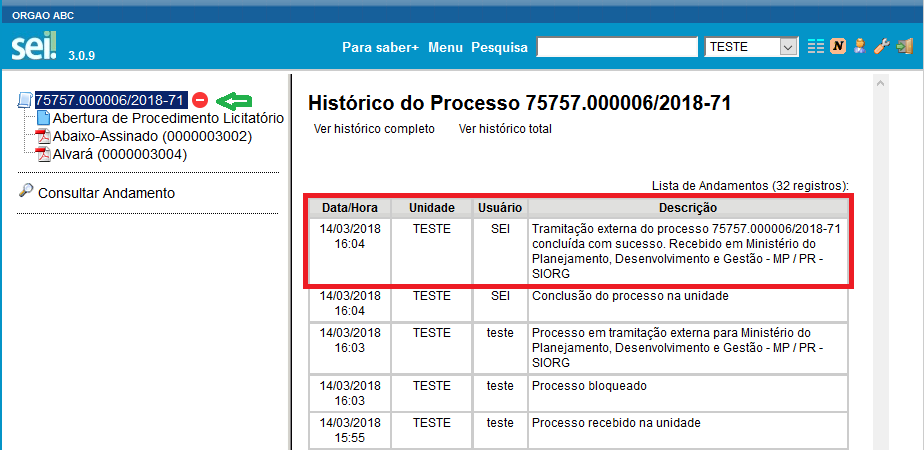 ORGAO ABC
sei! 3.0.9
Para saber+ Menu Pesquisa TESTE N
75757.000006/2018-71
Abertura de Procedimento Licitatório
Abaixo-Assinado (0000003002)
Alvará (0000003004)
Consultar Andamento
Histórico do Processo 75757.000006/2018-71
Ver histórico completo Ver histórico total
Lista de Andamentos (32 registros):
Data/Hora Unidade Usuário Descrição
14/03/2018 TESTE SEI Tramitação externa do processo 75757.000006/2018-71
16:04 concluída com sucesso. Recebido em Ministério do
Planejamento, Desenvolvimento e Gestão - MP / PR -
SIORG
14/03/2018 TESTE SEI Conclusão do processo na unidade
16:04
14/03/2018 TESTE teste Processo em tramitação externa para Ministério do
16:03 Planejamento, Desenvolvimento e Gestão - MP / PR -
SIORG
14/03/2018 TESTE teste Processo bloqueado
16:03
14/03/2018 TESTE teste Processo recebido na unidade
15:55